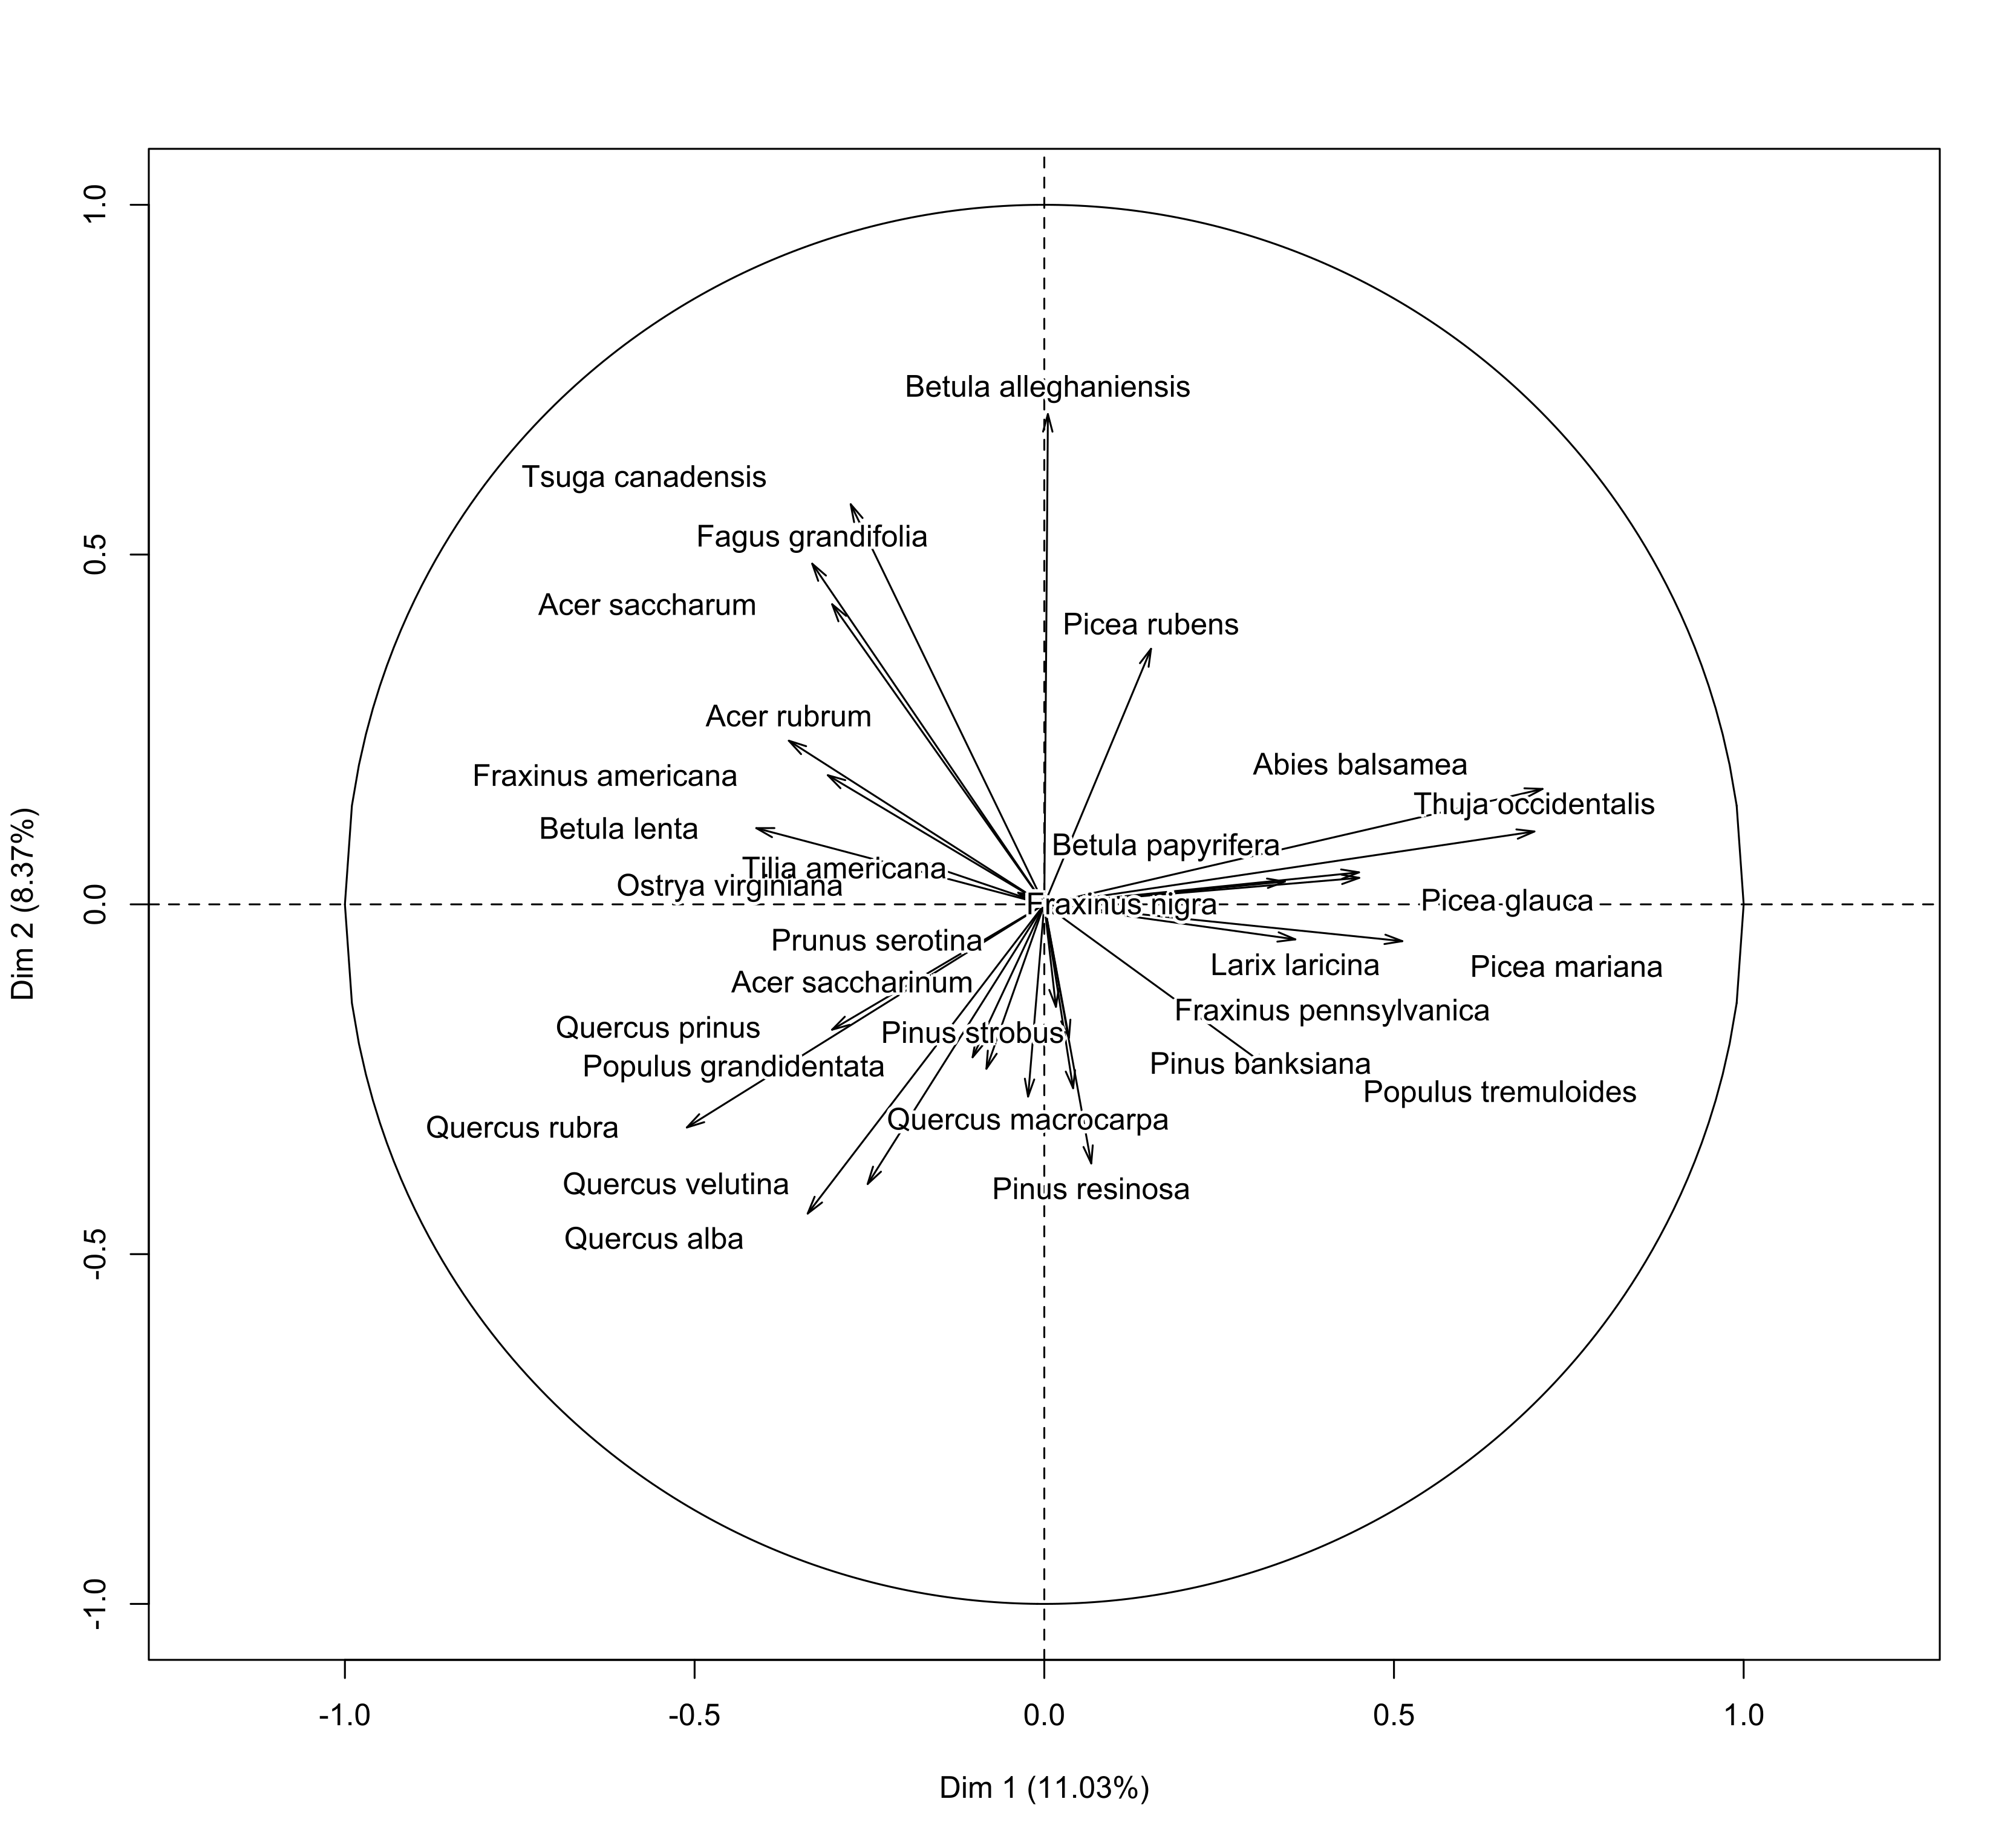 1.0
0.5
0.0
-0.5
-1.0
Dim 2 (8.37%)
Betula alleghaniensis
Tsuga canadensis
Fagus grandifolia
Acer saccharum
Picea rubens
Acer rubrum
Fraxinus americana
Abies balsamea
Thuja occidentalis
Betula lenta
Betula papyrifera
Tilia americana
Ostrya virginiana
Fraxinus nigra
Picea glauca
Prunus serotina
Larix laricina
Picea mariana
Acer saccharinum
Fraxinus pennsylvanica
Quercus prinus
Pinus strobus
Populus grandidentata
Pinus banksiana
Populus tremuloides
Quercus macrocarpa
Quercus rubra
Quercus velutina
Pinus resinosa
Quercus alba
-1.0
-0.5
0.0
0.5
1.0
Dim 1 (11.03%)